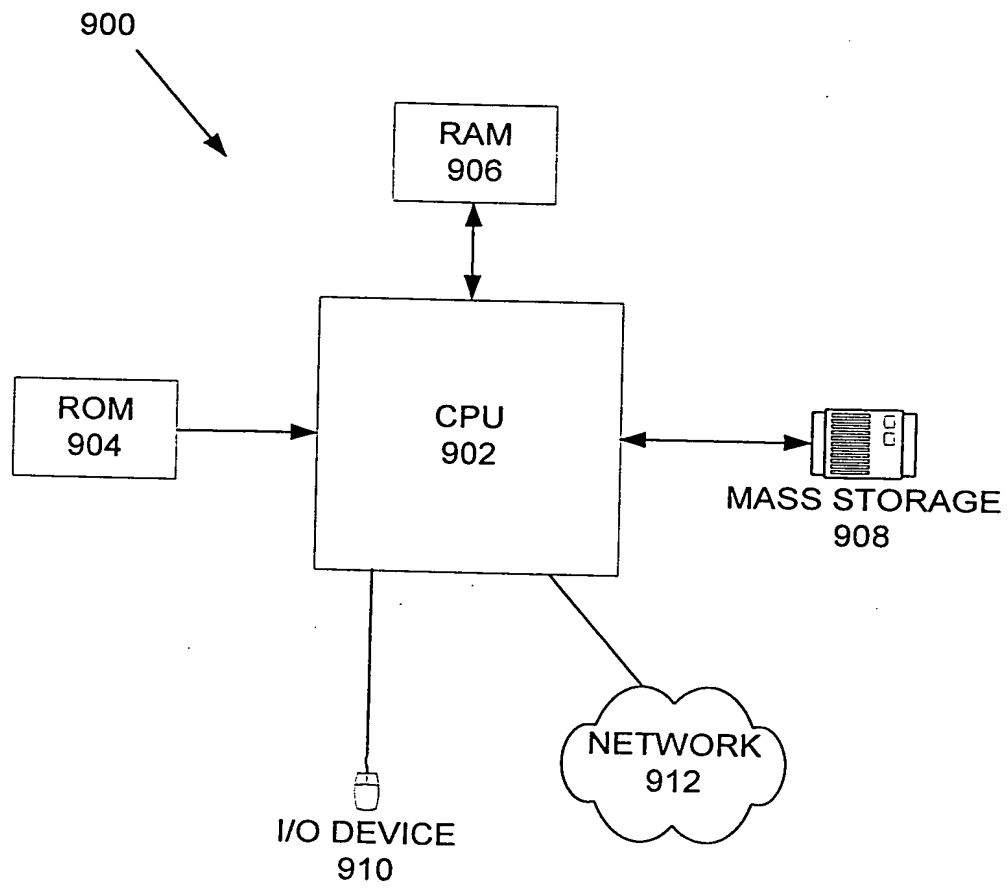 900
RAM
906
ROM
904
CPU
902
MASS STORAGE
908
NETWORK
912
I/O DEVICE
910